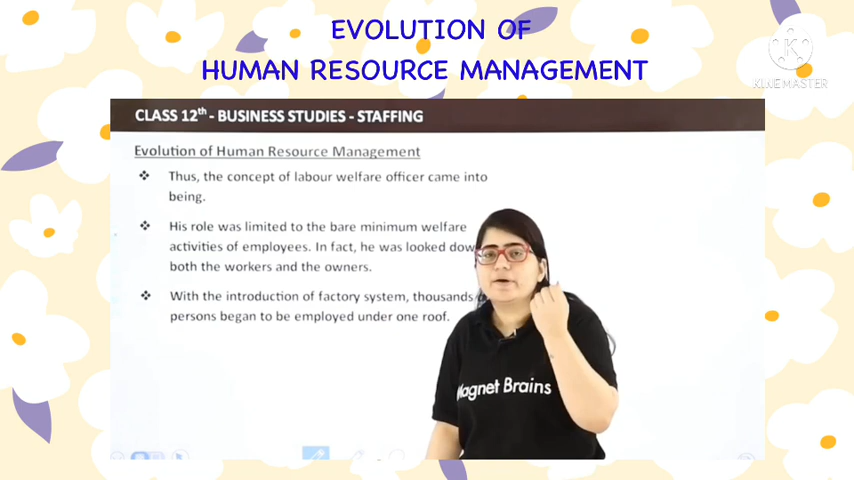 EVOLUTION OF
HUMAN RESOURCE MANAGEMENT
KINEMASTER
CLASS 12th - BUSINESS STUDIES - STAFFING
Evolution of Human Resource Management
❖ Thus, the concept of labour welfare officer came into
being.
❖ His role was limited to the bare minimum welfare
activities of employees. In fact, he was looked
both the workers and the owners.
❖ With the introduction of factory system, thousands
persons began to be employed under one roof.
Magnet Brains